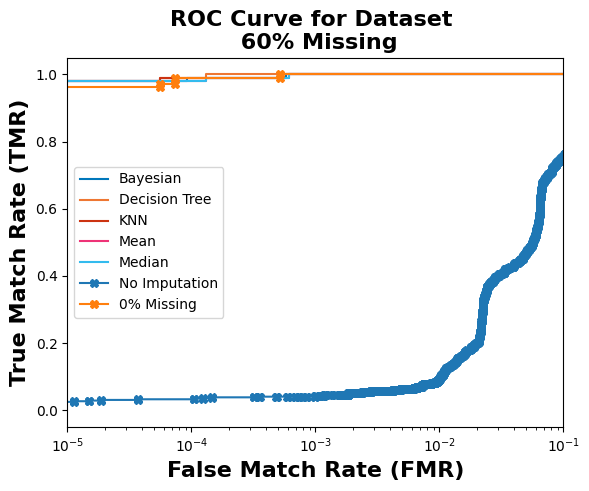 ROC Curve for Dataset
60% Missing
True Match Rate (TMR)
1.0
0.8
0.6
0.4
0.2
0.0
Bayesian
Decision Tree
KNN
Mean
Median
No Imputation
0% Missing
10⁻⁵
10⁻⁴
10⁻³
10⁻²
10⁻¹
False Match Rate (FMR)